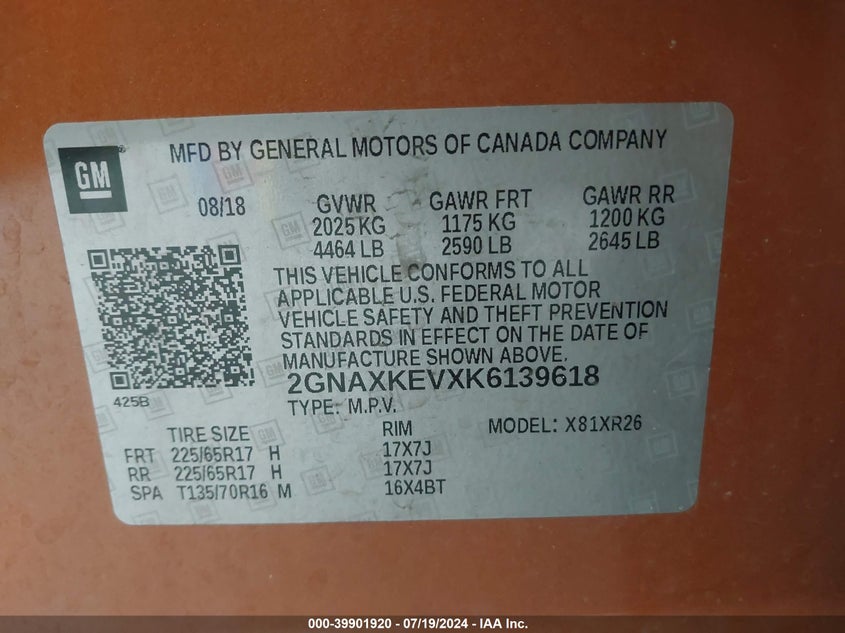 GM
MFD BY GENERAL MOTORS OF CANADA COMPANY
08/18 GVWR GAWR FRT GAWR RR
2025 KG 1175 KG 1200 KG
4464 LB 2590 LB 2645 LB
THIS VEHICLE CONFORMS TO ALL
APPLICABLE U.S. FEDERAL MOTOR
VEHICLE SAFETY AND THEFT PREVENTION
STANDARDS IN EFFECT ON THE DATE OF
MANUFACTURE SHOWN ABOVE.
2GNAXKEVXK6139618
425B
TYPE: M.P.V.
TIRE SIZE RIM MODEL: X81XR26
FRT 225/65R17 H 17X7J
RR 225/65R17 H 17X7J
SPA T135/70R16 M 16X4BT
000-39901920 - 07/19/2024 - IAA Inc.